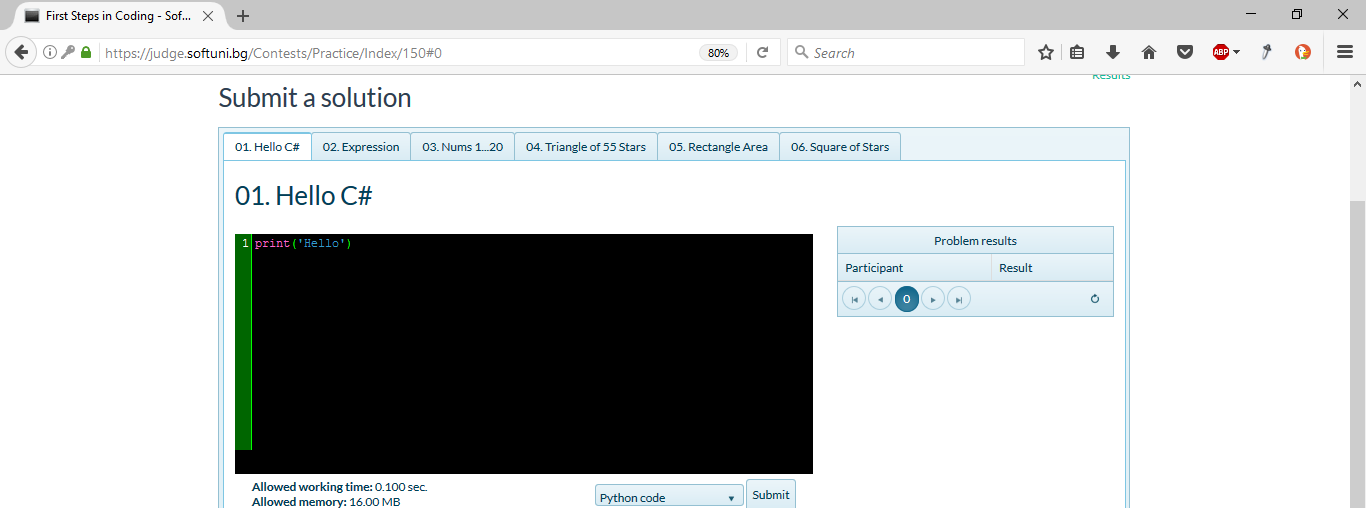 First Steps in Coding - Sof...
https://judge.softuni.bg/Contests/Practice/Index/150#0
80%
Search
ABP
Results
Submit a solution
01. Hello C#
02. Expression
03. Nums 1...20
04. Triangle of 55 Stars
05. Rectangle Area
06. Square of Stars
01. Hello C#
1 print('Hello')
Problem results
Participant
Result
0
Allowed working time: 0.100 sec.
Allowed memory: 16.00 MB
Python code
Submit